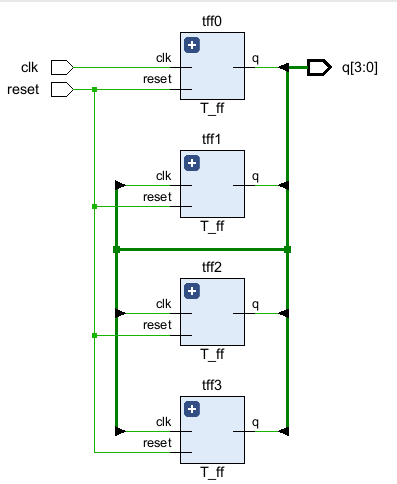 tff0
clk
clk
q
q[3:0]
reset
reset
T_ff
tff1
clk
q
reset
T_ff
tff2
clk
q
reset
T_ff
tff3
clk
q
reset
T_ff